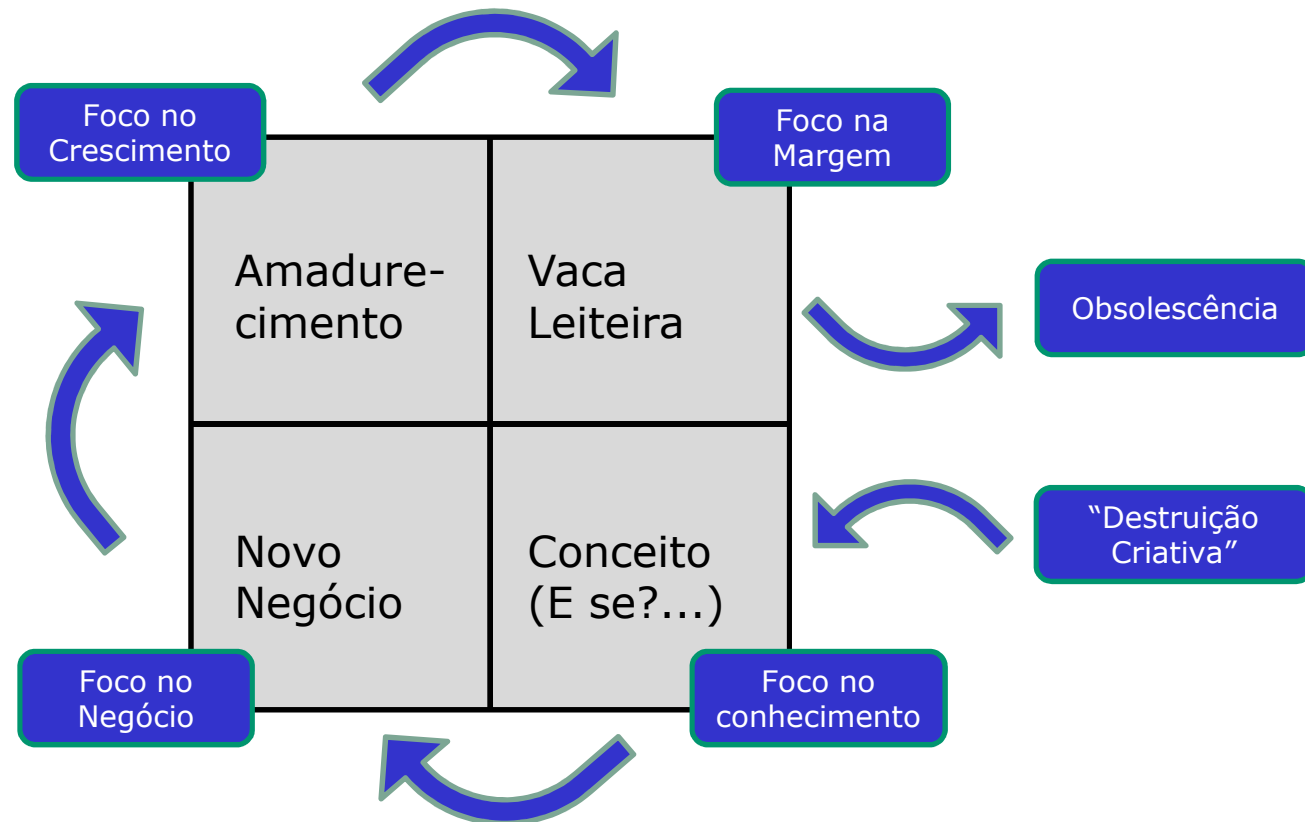 Foco no
Crescimento
Foco na
Margem
Amadure-
cimento
Vaca
Leiteira
Obsolescência
Novo
Negócio
Conceito
(E se?...)
“Destruição
Criativa”
Foco no
Negócio
Foco no
conhecimento